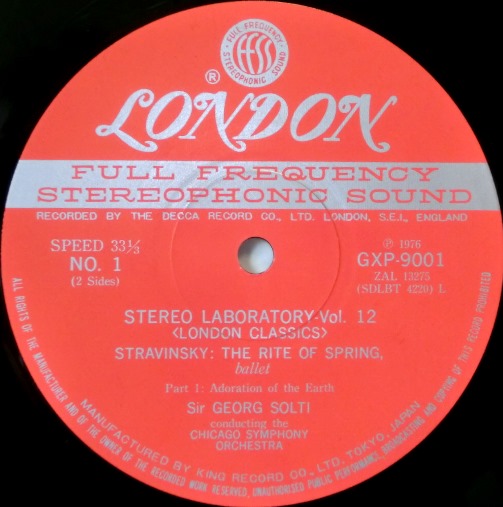 FULL FREQUENCY
STEREOPHONIC SOUND
ffss
®
LONDON
FULL FREQUENCY
STEREOPHONIC SOUND
RECORDED BY THE DECCA RECORD CO., LTD. LONDON, S.E.I., ENGLAND
SPEED 33⅓
NO. 1
(2 Sides)
℗ 1976
GXP-9001
ZAL 13275
(SDLBT 4220) L
STEREO LABORATORY-Vol. 12
<LONDON CLASSICS>
STRAVINSKY: THE RITE OF SPRING,
ballet
Part 1: Adoration of the Earth
Sir GEORG SOLTI
conducting the
CHICAGO SYMPHONY
ORCHESTRA
MANUFACTURED BY KING RECORD CO., LTD. TOKYO, JAPAN
ALL RIGHTS OF THE MANUFACTURER AND OF THE OWNER OF THE RECORDED WORK RESERVED, UNAUTHORISED PUBLIC PERFORMANCE, BROADCASTING AND COPYING OF THIS RECORD PROHIBITED